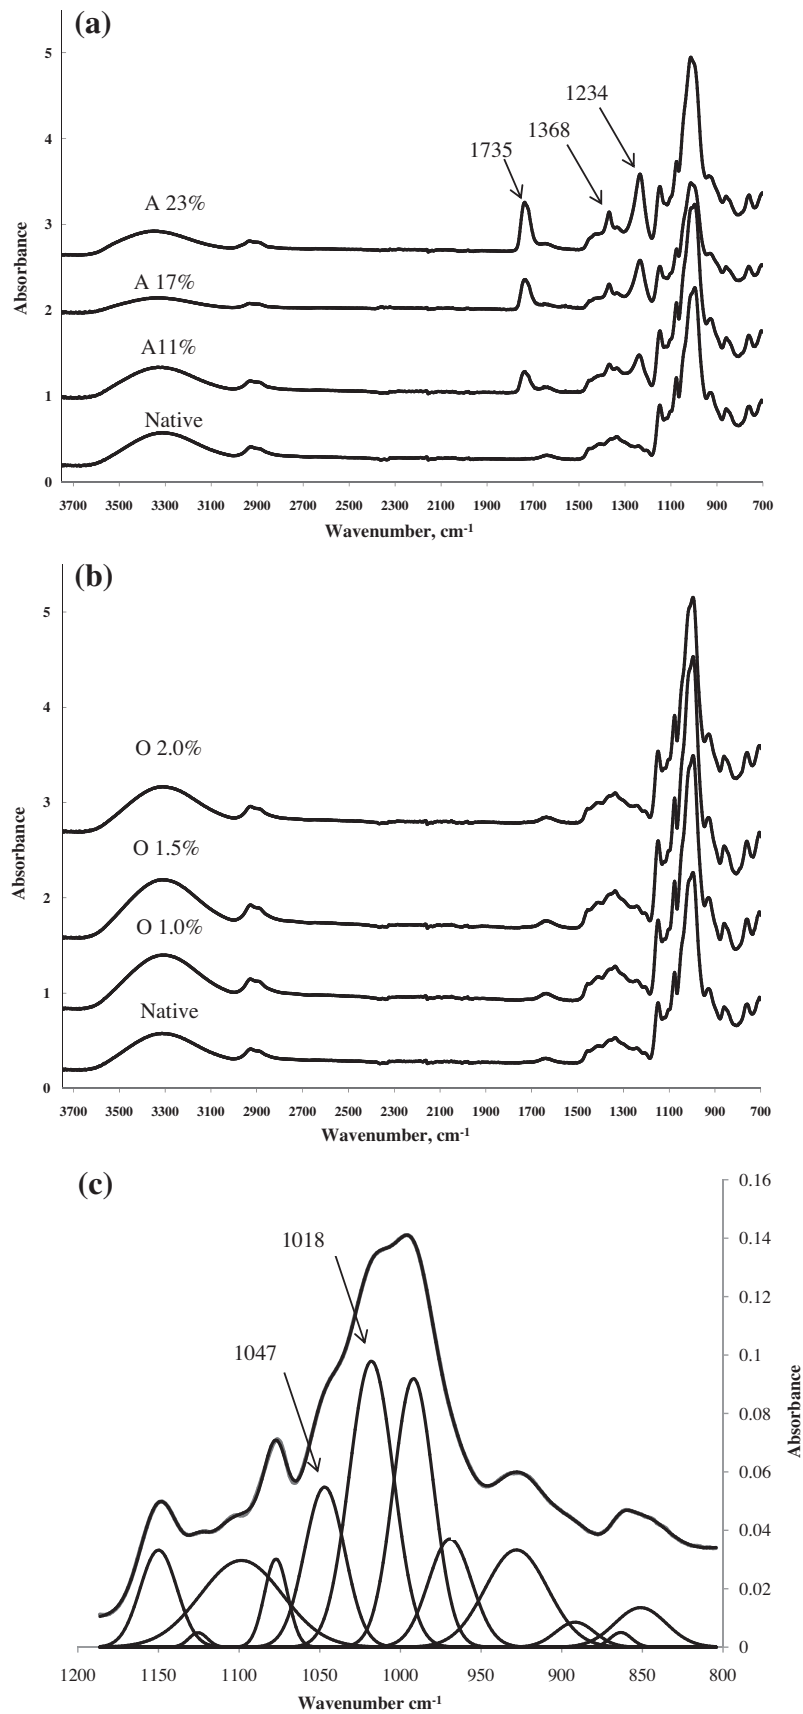 (a)
5
4
3
2
1
0
Absorbance
1234
1368
1735
A 23%
A 17%
A11%
Native
3700 3500 3300 3100 2900 2700 2500 2300 2100 1900 1700 1500 1300 1100 900 700
Wavenumber, cm-1
(b)
5
4
3
2
1
0
Absorbance
O 2.0%
O 1.5%
O 1.0%
Native
3700 3500 3300 3100 2900 2700 2500 2300 2100 1900 1700 1500 1300 1100 900 700
Wavenumber, cm-1
(c)
1018
1047
0.16
0.14
0.12
0.1
0.08
0.06
0.04
0.02
0
Absorbance
1200 1150 1100 1050 1000 950 900 850 800
Wavenumber cm-1